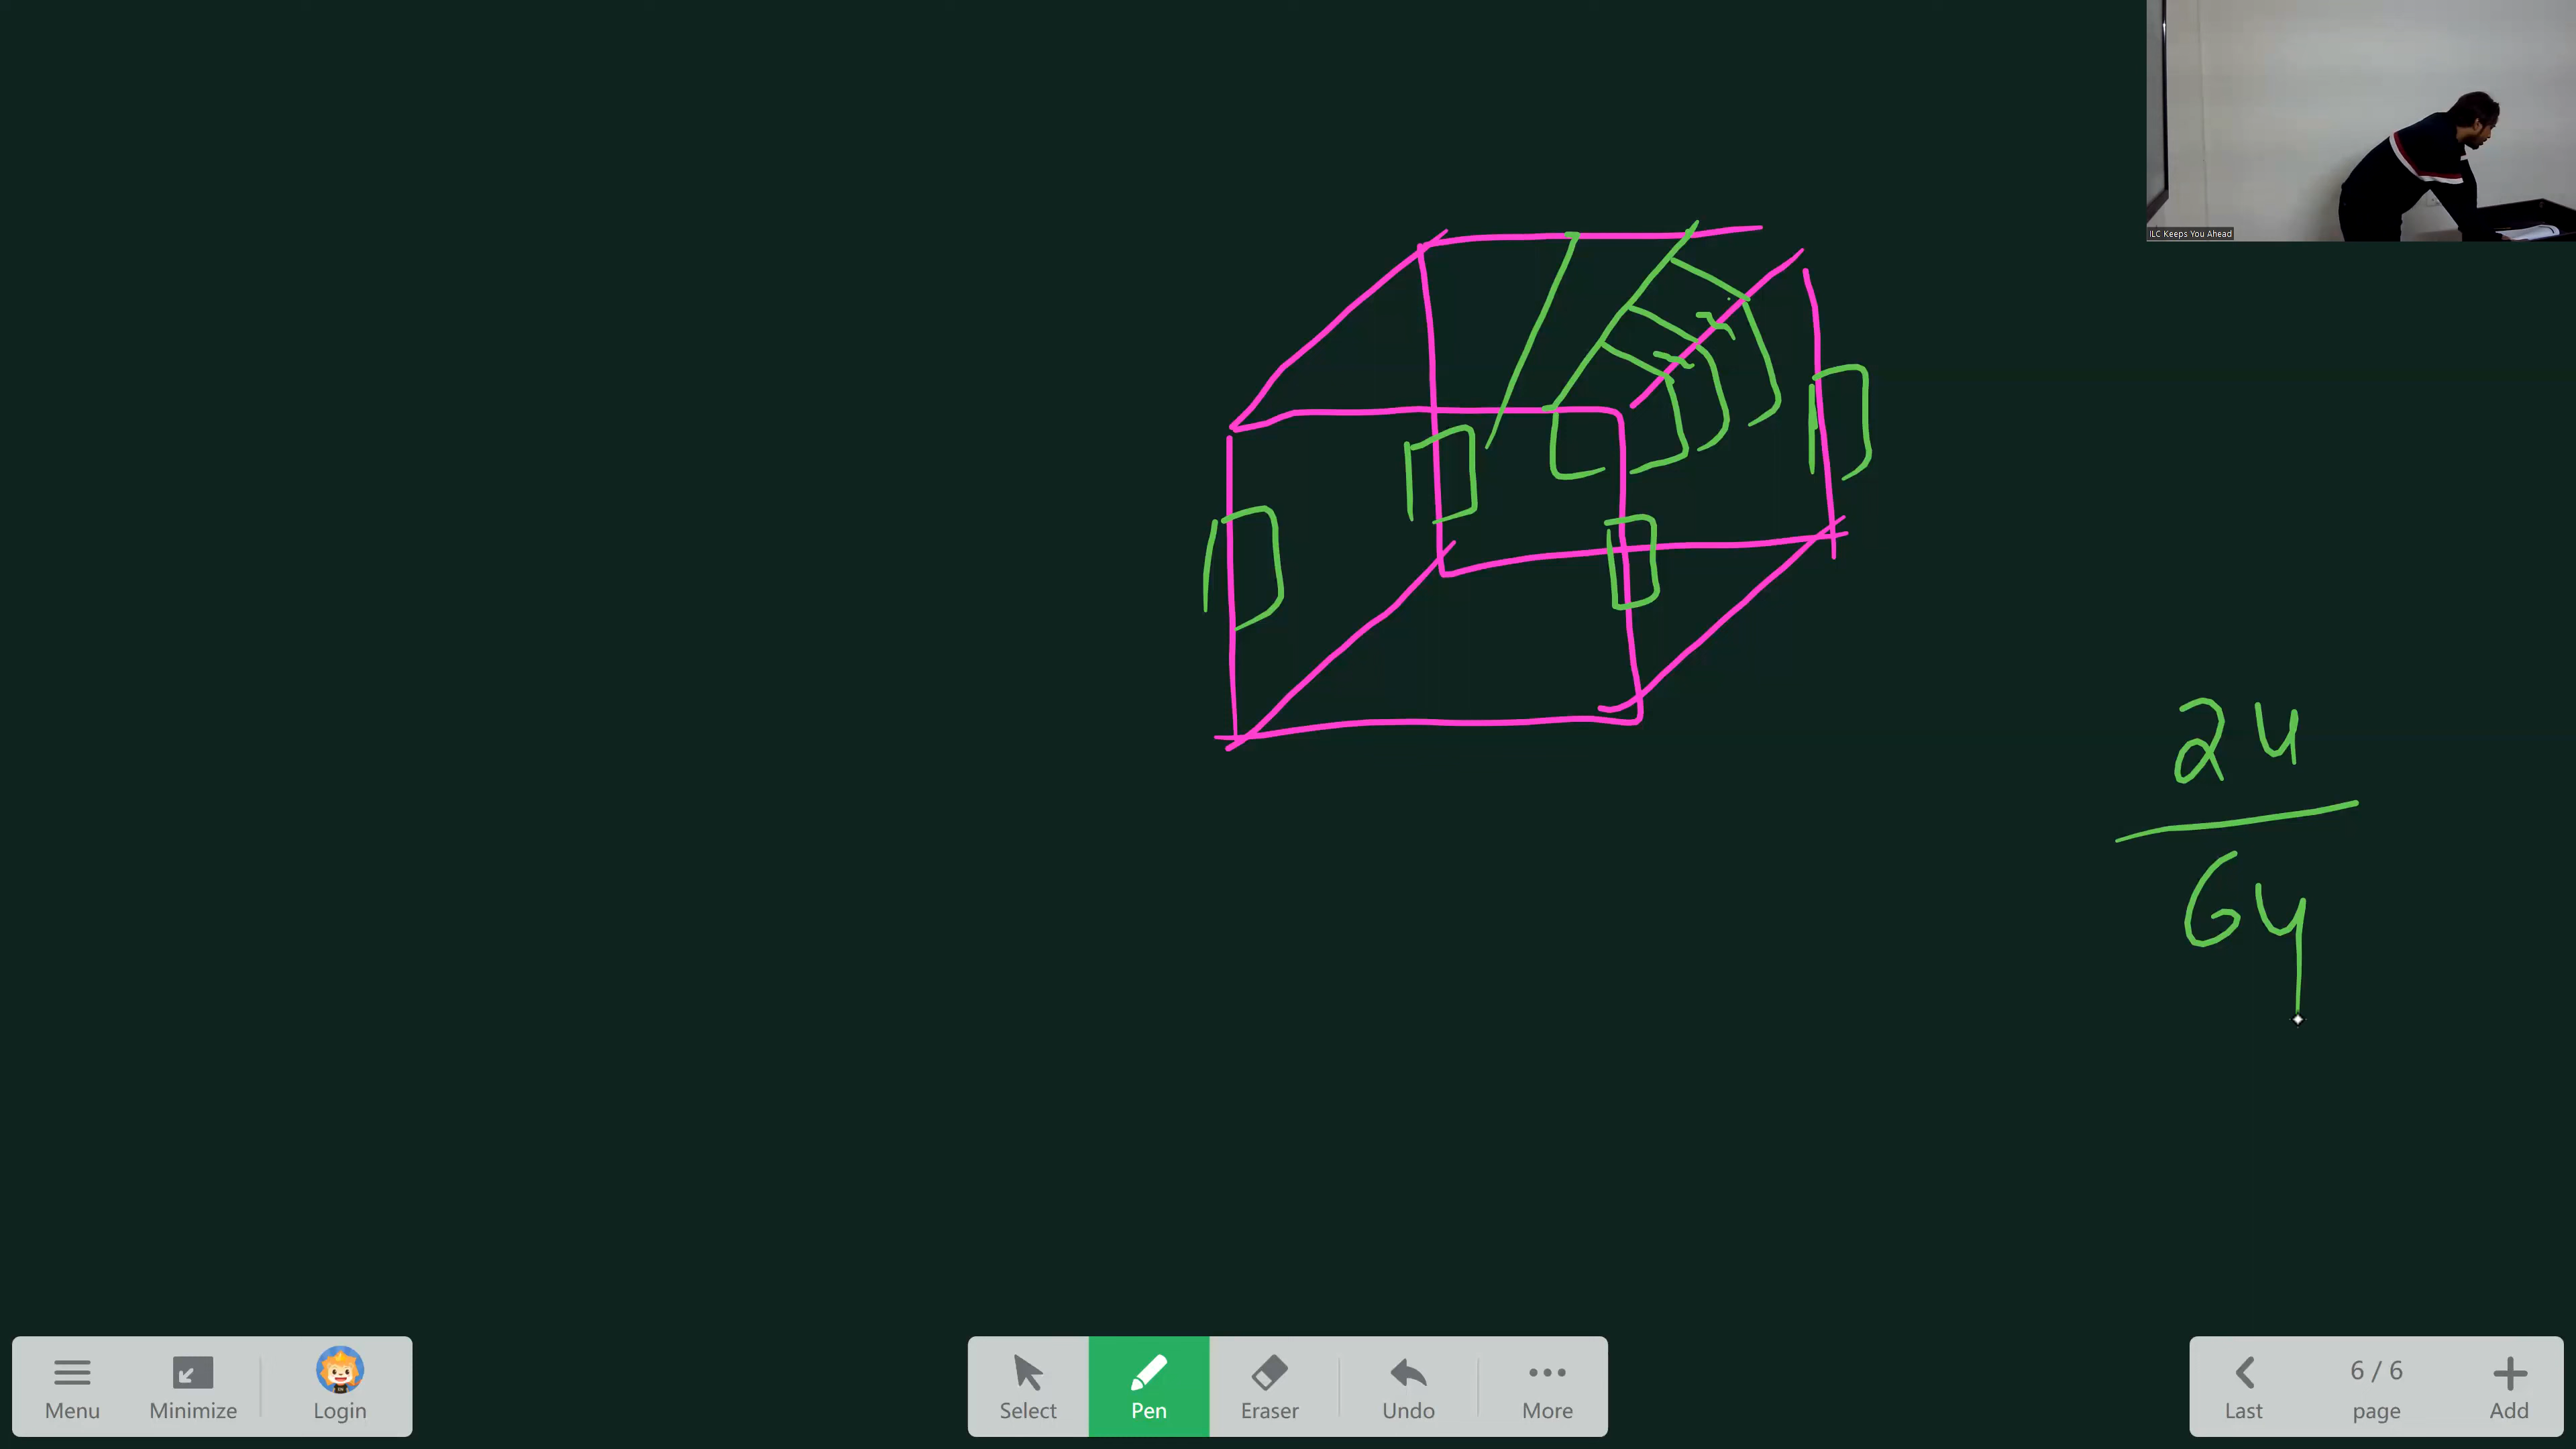 ILC Keeps You Ahead
24
64
Menu
Minimize
Login
Select
Pen
Eraser
Undo
More
Last
6 / 6
page
Add